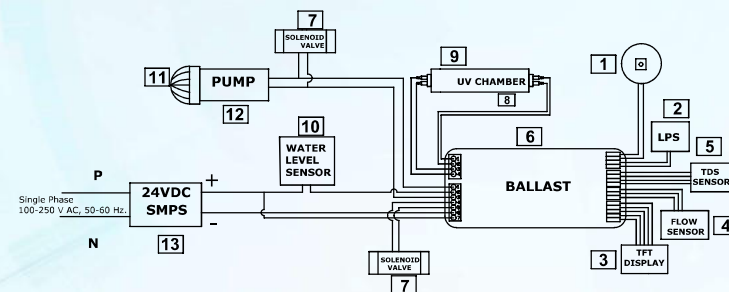 7
SOLENOID
VALVE
11
PUMP
12
9
UV CHAMBER
8
1
2
LPS
10
WATER
LEVEL
SENSOR
6
BALLAST
5
TDS
SENSOR
P
Single Phase
100-250 V AC, 50-60 Hz.
N
24VDC
SMPS
+
-
13
SOLENOID
VALVE
7
FLOW
SENSOR
4
3
TFT
DISPLAY